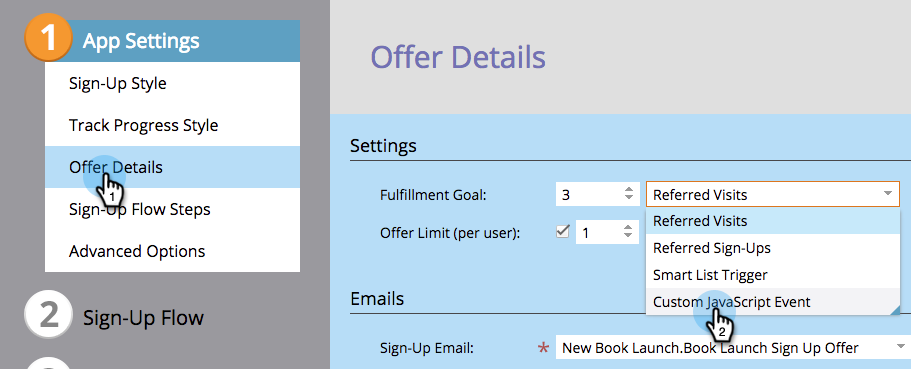 1 App Settings
Sign-Up Style
Track Progress Style
Offer Details
1
Sign-Up Flow Steps
Advanced Options
2 Sign-Up Flow
Offer Details
Settings
Fulfillment Goal: 3 Referred Visits
Referred Visits
Offer Limit (per user): 1
Referred Sign-Ups
Smart List Trigger
Custom JavaScript Event
2
Emails
Sign-Up Email: * New Book Launch.Book Launch Sign Up Offer